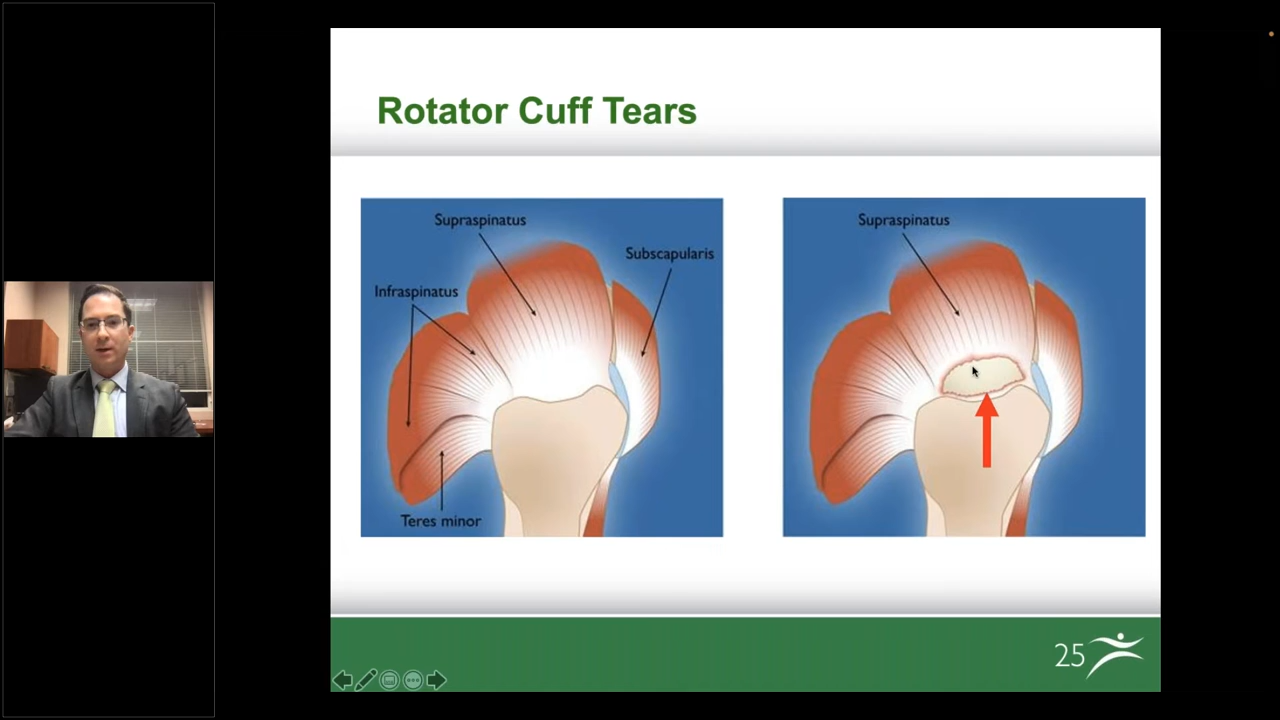 Rotator Cuff Tears
Supraspinatus
Subscapularis
Infraspinatus
Teres minor
Supraspinatus
25